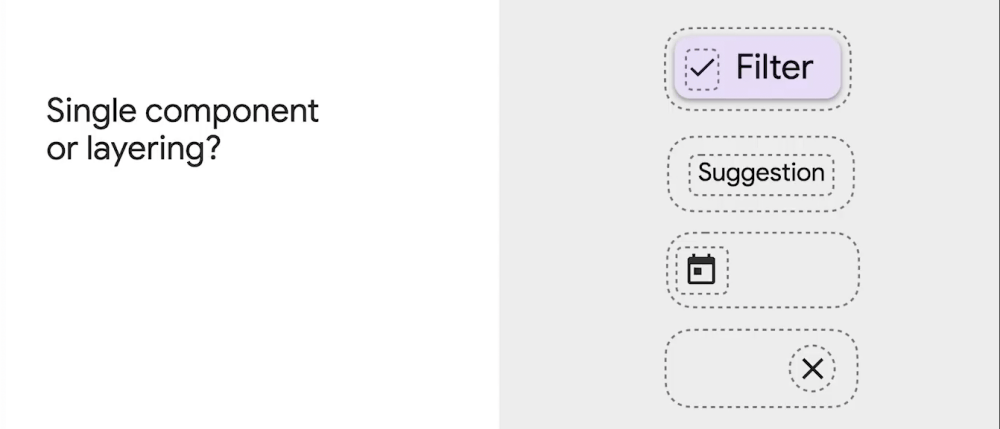 Single component
or layering?
Filter
Suggestion